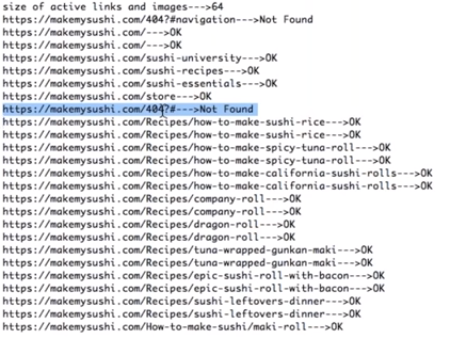 size of active links and images--->64
https://makemysushi.com/404?#navigation--->Not Found
https://makemysushi.com/--->OK
https://makemysushi.com/--->OK
https://makemysushi.com/sushi-university--->OK
https://makemysushi.com/sushi-recipes--->OK
https://makemysushi.com/sushi-essentials--->OK
https://makemysushi.com/store--->OK
https://makemysushi.com/404?#--->Not Found
https://makemysushi.com/Recipes/how-to-make-sushi-rice--->OK
https://makemysushi.com/Recipes/how-to-make-sushi-rice--->OK
https://makemysushi.com/Recipes/how-to-make-spicy-tuna-roll--->OK
https://makemysushi.com/Recipes/how-to-make-spicy-tuna-roll--->OK
https://makemysushi.com/Recipes/how-to-make-california-sushi-rolls--->OK
https://makemysushi.com/Recipes/how-to-make-california-sushi-rolls--->OK
https://makemysushi.com/Recipes/company-roll--->OK
https://makemysushi.com/Recipes/company-roll--->OK
https://makemysushi.com/Recipes/dragon-roll--->OK
https://makemysushi.com/Recipes/dragon-roll--->OK
https://makemysushi.com/Recipes/tuna-wrapped-gunkan-maki--->OK
https://makemysushi.com/Recipes/tuna-wrapped-gunkan-maki--->OK
https://makemysushi.com/Recipes/epic-sushi-roll-with-bacon--->OK
https://makemysushi.com/Recipes/epic-sushi-roll-with-bacon--->OK
https://makemysushi.com/Recipes/sushi-leftovers-dinner--->OK
https://makemysushi.com/Recipes/sushi-leftovers-dinner--->OK
https://makemysushi.com/How-to-make-sushi/maki-roll--->OK